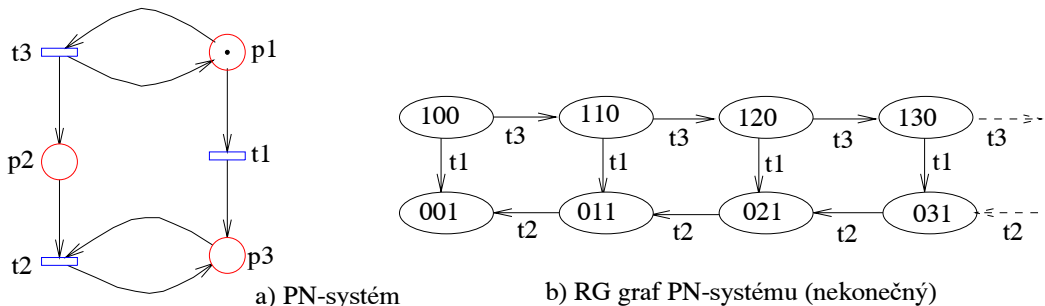 t3
p1
p2
t1
t2
p3
a) PN-systém
100
110
120
130
t3
t3
t3
t3
t1
t1
t1
t1
001
011
021
031
t2
t2
t2
t2
b) RG graf PN-systému (nekonečný)